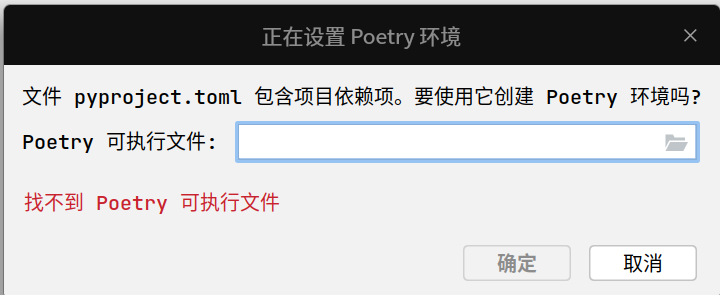 正在设置 Poetry 环境
文件 pyproject.toml 包含项目依赖项。要使用它创建 Poetry 环境吗?
Poetry 可执行文件:
找不到 Poetry 可执行文件
确定 取消